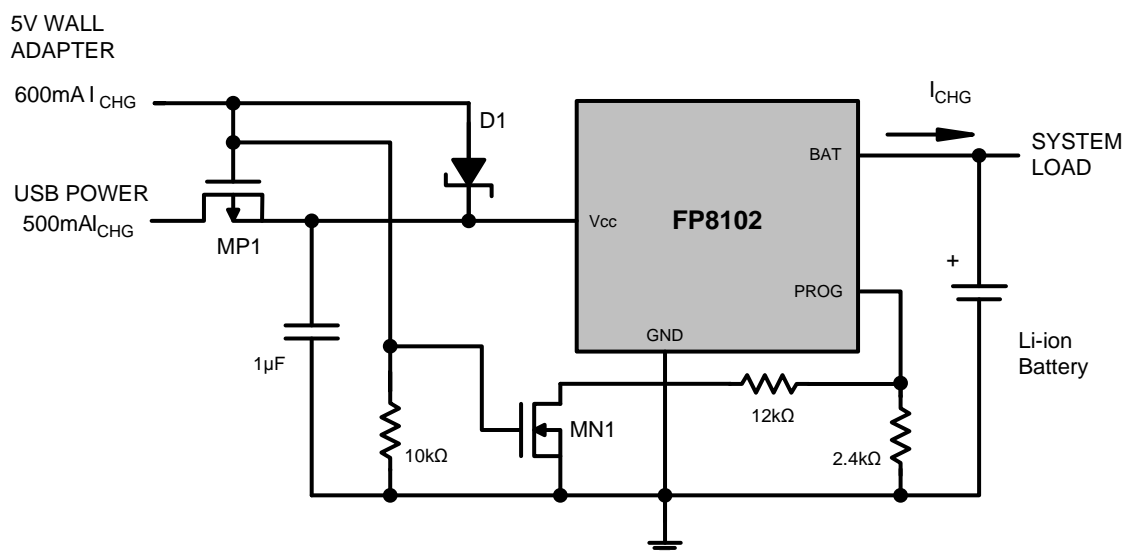 5V WALL
ADAPTER
600mA I CHG
D1
I CHG
BAT
SYSTEM
LOAD
USB POWER
500mAI CHG
MP1
Vcc
FP8102
PROG
+
GND
1µF
Li-ion
Battery
12kΩ
MN1
10kΩ
2.4kΩ